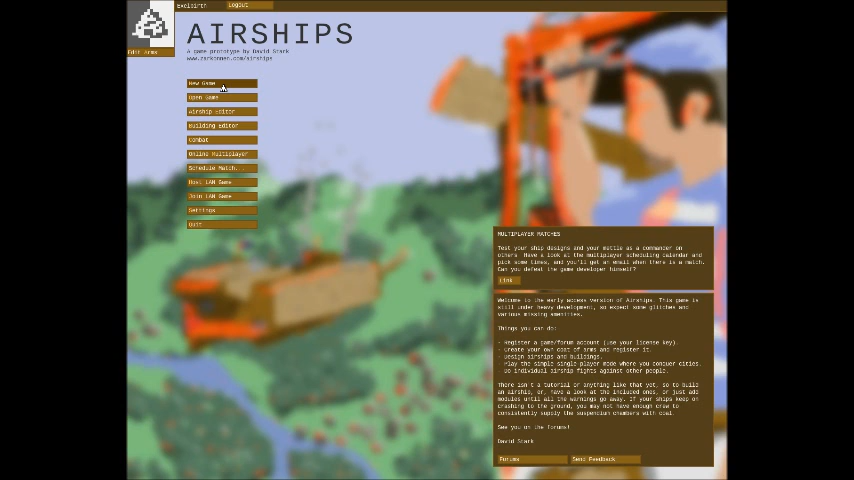 Exelbirth
Logout
Edit Arms
AIRSHIPS
A game prototype by David Stark
www.zarkonnen.com/airships
New Game
Open Game
Airship Editor
Building Editor
Combat
Online Multiplayer
Schedule Match...
Host LAN Game
Join LAN Game
Settings
Quit
MULTIPLAYER MATCHES
Test your ship designs and your mettle as a commander on
others. Have a look at the multiplayer scheduling calendar and
pick some times, and you'll get an email when there is a match.
Can you defeat the game developer himself?
Link
Welcome to the early access version of Airships. This game is
still under heavy development, so expect some glitches and
various missing amenities.
Things you can do:
- Register a game/forum account (use your license key).
- Create your own coat of arms and register it.
- Design airships and buildings.
- Play the simple single player mode where you conquer cities.
- Do individual airship fights against other people.
There isn't a tutorial or anything like that yet, so to build
an airship, er, have a look at the included ones, or just add
modules until all the warnings go away. If your ships keep on
crashing to the ground, you may not have enough crew to
consistently supply the suspendium chambers with coal.
See you on the forums!
David Stark
Forums
Send Feedback